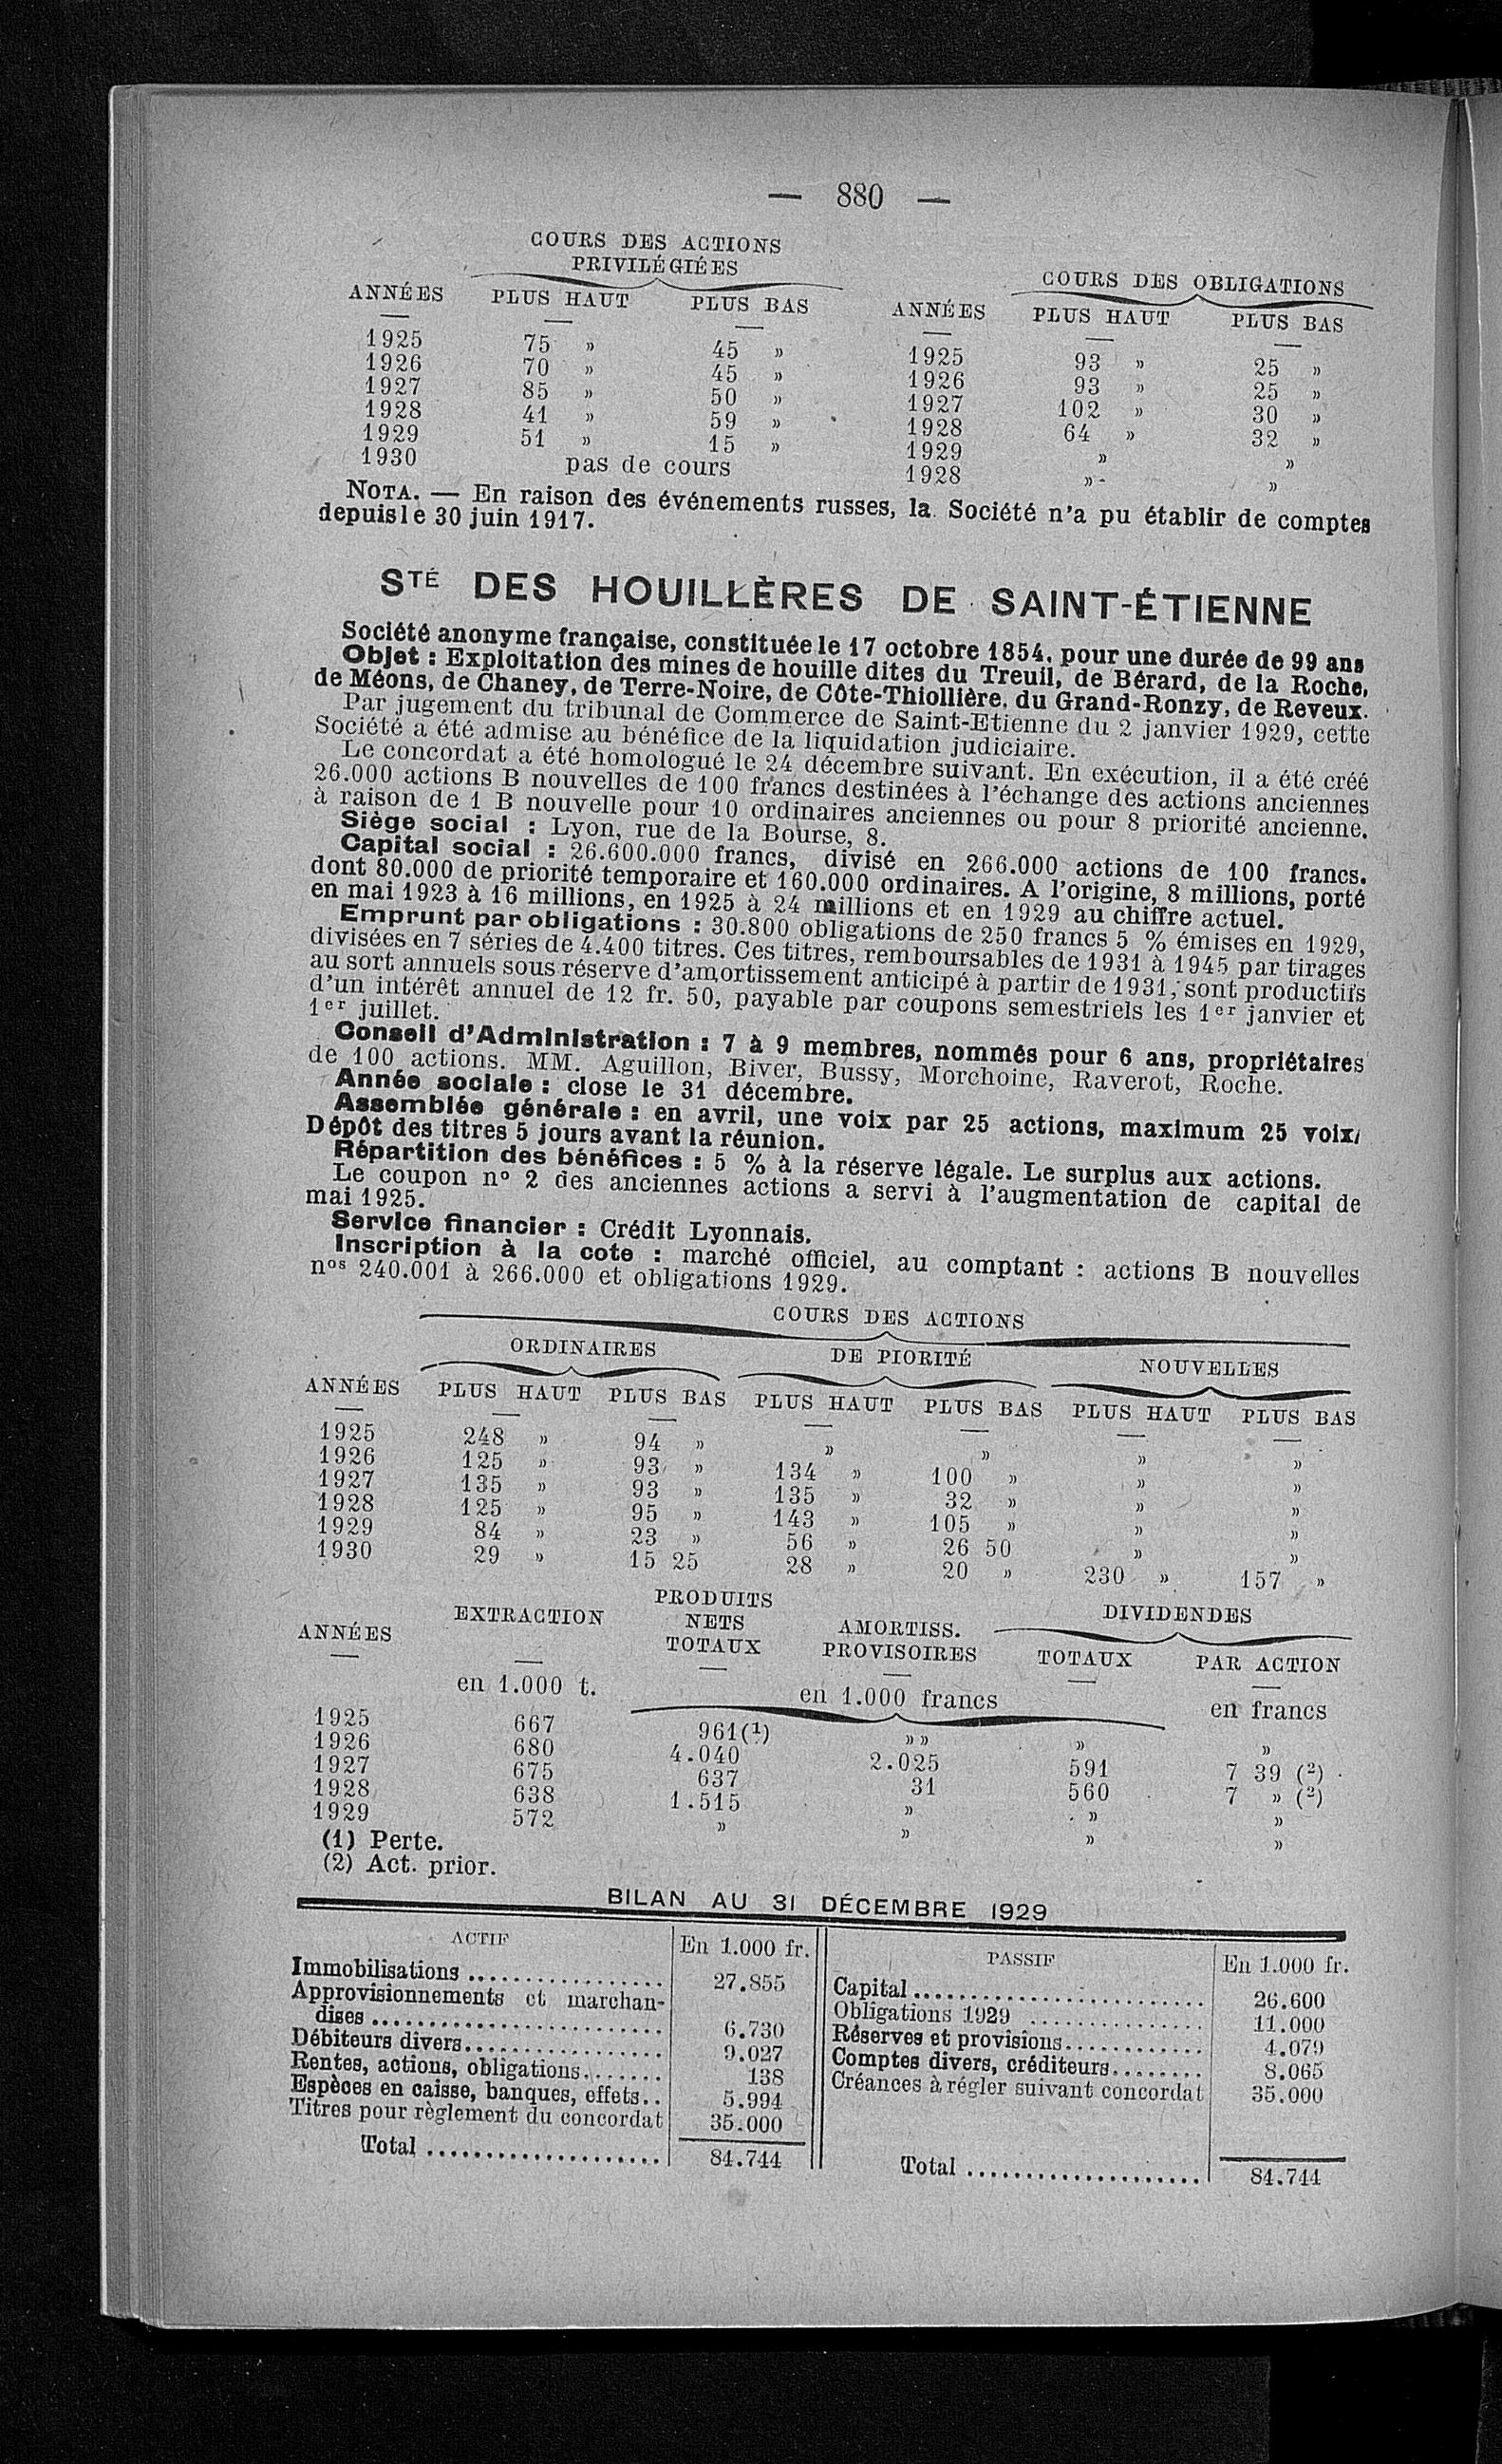 — 880 —
COURS DES ACTIONS
PRIVILÉGIÉES
COURS DES OBLIGATIONS
ANNÉES PLUS HAUT PLUS BAS ANNÉES PLUS HAUT PLUS BAS
1925 75 » 45 » 1925 93 » 25 »
1926 70 » 45 » 1926 93 » 25 »
1927 85 » 50 » 1927 102 » 30 »
1928 41 » 59 » 1928 64 » 32 »
1929 51 » 15 » 1929 » »
1930 pas de cours 1928 » »
NOTA. — En raison des événements russes, la Société n'a pu établir de comptes
depuisle 30 juin 1917.
STÉ DES HOUILLÈRES DE SAINT-ÉTIENNE
Société anonyme française, constituée le 17 octobre 1854, pour une durée de 99 ans
Objet : Exploitation des mines de houille dites du Treuil, de Bérard, de la Roche,
de Méons, de Chaney, de Terre-Noire, de Côte-Thiollière, du Grand-Ronzy, de Reveux.
Par jugement du tribunal de Commerce de Saint-Etienne du 2 janvier 1929, cette
Société a été admise au bénéfice de la liquidation judiciaire.
Le concordat a été homologué le 24 décembre suivant. En exécution, il a été créé
26.000 actions B nouvelles de 100 francs destinées à l'échange des actions anciennes
à raison de 1 B nouvelle pour 10 ordinaires anciennes ou pour 8 priorité ancienne.
Siège social : Lyon, rue de la Bourse, 8.
Capital social : 26.600.000 francs, divisé en 266.000 actions de 100 francs.
dont 80.000 de priorité temporaire et 160.000 ordinaires. A l'origine, 8 millions, porté
en mai 1923 à 16 millions, en 1925 à 24 millions et en 1929 au chiffre actuel.
Emprunt par obligations : 30.800 obligations de 250 francs 5 % émises en 1929,
divisées en 7 séries de 4.400 titres. Ces titres, remboursables de 1931 à 1945 par tirages
au sort annuels sous réserve d'amortissement anticipé à partir de 1931, sont productifs
d'un intérêt annuel de 12 fr. 50, payable par coupons semestriels les 1er janvier et
1er juillet.
Conseil d'Administration : 7 à 9 membres, nommés pour 6 ans, propriétaires
de 100 actions. MM. Aguillon, Biver, Bussy, Morchoine, Raverot, Roche.
Année sociale : close le 31 décembre.
Assemblée générale : en avril, une voix par 25 actions, maximum 25 voix,
Dépôt des titres 5 jours avant la réunion.
Répartition des bénéfices : 5 % à la réserve légale. Le surplus aux actions.
Le coupon no 2 des anciennes actions a servi à l'augmentation de capital de
mai 1925.
Service financier : Crédit Lyonnais.
Inscription à la cote : marché officiel, au comptant : actions B nouvelles
nos 240.001 à 266.000 et obligations 1929.
COURS DES ACTIONS
ORDINAIRES DE PIORITÉ NOUVELLES
ANNÉES PLUS HAUT PLUS BAS PLUS HAUT PLUS BAS PLUS HAUT PLUS BAS
1925 248 » 94 » » » » »
1926 125 » 93 » 134 » 100 » » »
1927 135 » 93 » 135 » 32 » » »
1928 125 » 95 » 143 » 105 » » »
1929 84 » 23 » 56 » 26 50 » »
1930 29 » 15 25 28 » 20 » 230 » 157 »
ANNÉES EXTRACTION PRODUITS NETS TOTAUX AMORTISS. PROVISOIRES DIVIDENDES
TOTAUX PAR ACTION
en 1.000 t. en 1.000 francs en francs
1925 667 961(1) » » » »
1926 680 4.040 2.025 591 7 39 (2)
1927 675 637 31 560 7 » (2)
1928 638 1.515 » » »
1929 572 » » » »
(1) Perte.
(2) Act. prior.
BILAN AU 31 DÉCEMBRE 1929
ACTIF En 1.000 fr. PASSIF En 1.000 fr.
Immobilisations ................. 27.855 Capital ......................... 26.600
Approvisionnements et marchan-
dises ......................... 6.730 Obligations 1929 ............... 11.000
Débiteurs divers................. 9.027 Réserves et provisions............ 4.079
Rentes, actions, obligations....... 138 Comptes divers, créditeurs........ 8.065
Espèces en caisse, banques, effets.. 5.994 Créances à régler suivant concordat 35.000
Titres pour règlement du concordat 35.000
Total .................... 84.744 Total .................... 84.744